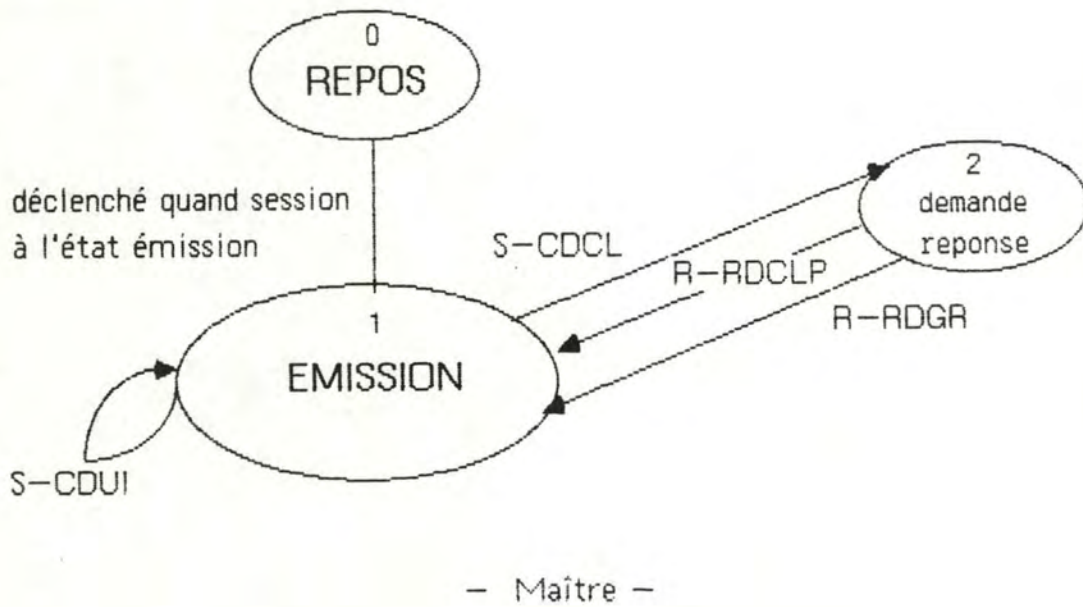 0
REPOS
déclenché quand session
à l'état émission
2
demande
reponse
S-CDCL
R-RDCLP
R-RDGR
1
EMISSION
S-CDUI
- Maître -